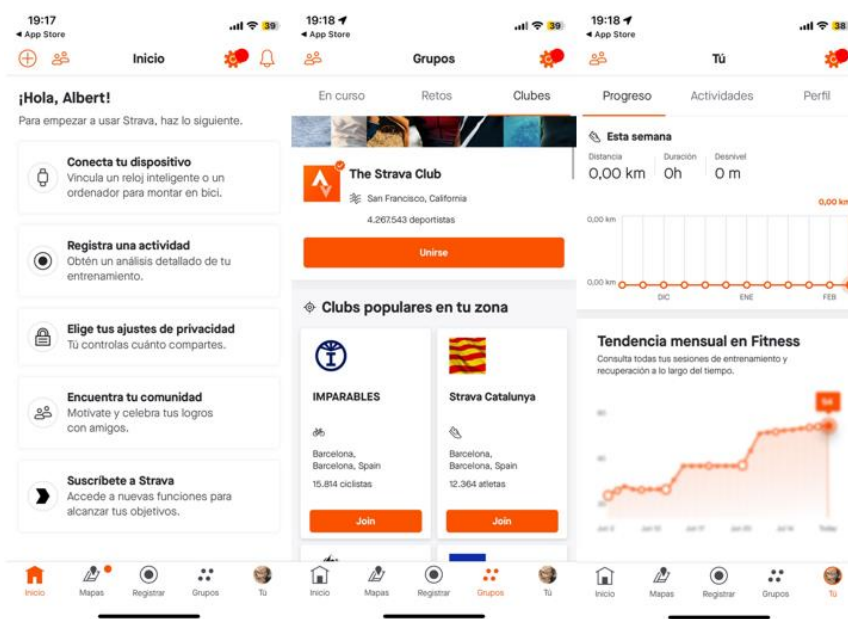 19:17
◄ App Store
39
Inicio
¡Hola, Albert!
Para empezar a usar Strava, haz lo siguiente.
Conecta tu dispositivo
Vincula un reloj inteligente o un
ordenador para montar en bici.
Registra una actividad
Obtén un análisis detallado de tu
entrenamiento.
Elige tus ajustes de privacidad
Tú controlas cuánto compartes.
Encuentra tu comunidad
Motívate y celebra tus logros
con amigos.
Suscríbete a Strava
Accede a nuevas funciones para
alcanzar tus objetivos.
Inicio
Mapas
Registrar
Grupos
Tú
19:18
◄ App Store
39
Grupos
En curso
Retos
Clubes
The Strava Club
San Francisco, California
4.267.543 deportistas
Unirse
Clubs populares en tu zona
IMPARABLES
Barcelona,
Barcelona, Spain
15.814 ciclistas
Join
Strava Catalunya
Barcelona,
Barcelona, Spain
12.364 atletas
Join
Inicio
Mapas
Registrar
Grupos
Tú
19:18
◄ App Store
38
Tú
Progreso
Actividades
Perfil
Esta semana
Distancia
0,00 km
Duración
0h
Desnivel
0 m
0,00 km
0,00 km
0,00 km
DIC
ENE
FEB
Tendencia mensual en Fitness
Consulta todas tus sesiones de entrenamiento y
recuperación a lo largo del tiempo.
Inicio
Mapas
Registrar
Grupos
Tú